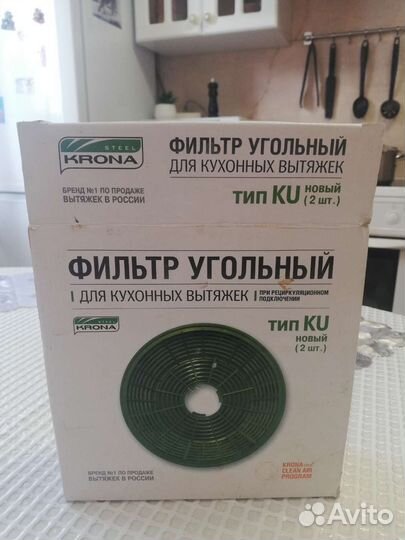 STEEL
KRONA
БРЕНД №1 ПО ПРОДАЖЕ
ВЫТЯЖЕК В РОССИИ
ФИЛЬТР УГОЛЬНЫЙ
ДЛЯ КУХОННЫХ ВЫТЯЖЕК
ТИП KU НОВЫЙ
(2 шт.)
ФИЛЬТР УГОЛЬНЫЙ
ДЛЯ КУХОННЫХ ВЫТЯЖЕК
ПРИ РЕЦИРКУЛЯЦИОННОМ
ПОДКЛЮЧЕНИИ
STEEL
KRONA
ТИП KU
НОВЫЙ
(2 шт.)
БРЕНД №1 ПО ПРОДАЖЕ
ВЫТЯЖЕК В РОССИИ
KRONA
CLEAN AIR
PROGRAM
Avito